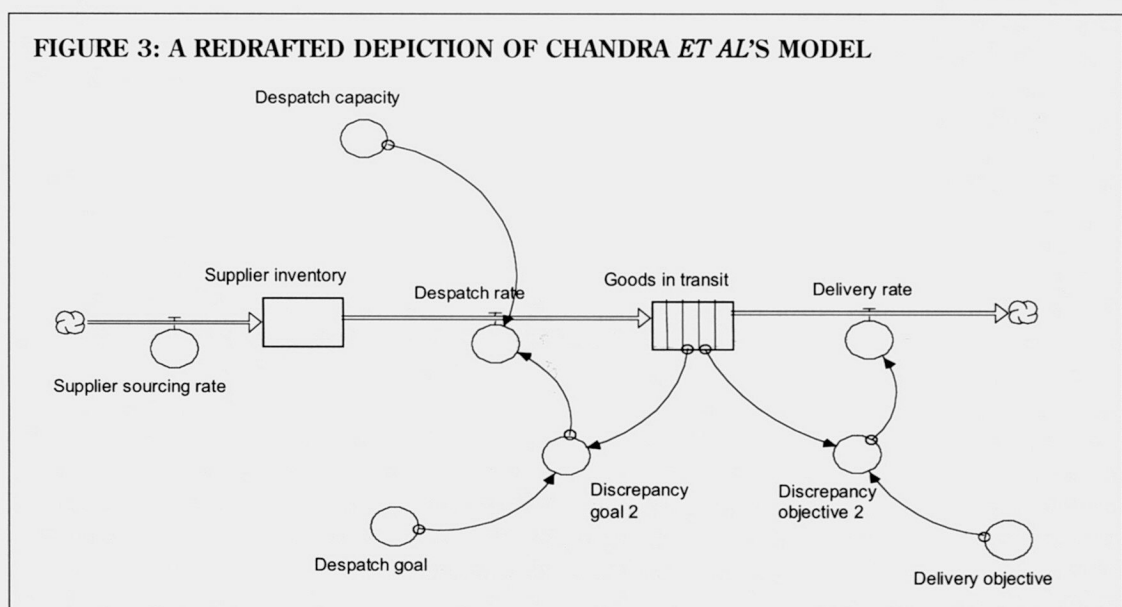 FIGURE 3: A REDRAFTED DEPICTION OF CHANDRA ET AL'S MODEL
Despatch capacity
Supplier inventory
Despatch rate
Goods in transit
Delivery rate
Supplier sourcing rate
Discrepancy
goal 2
Discrepancy
objective 2
Despatch goal
Delivery objective